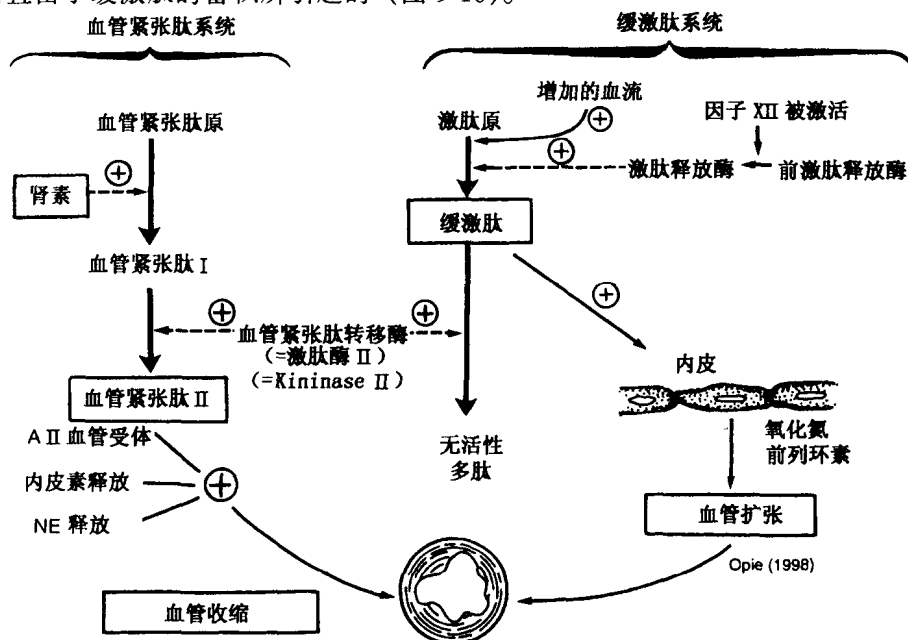 血管紧张肽系统
缓激肽系统
增加的血流
血管紧张肽原
激肽原
因子 XII 被激活
激肽释放酶
前激肽释放酶
肾素
缓激肽
血管紧张肽 I
血管紧张肽转移酶
(=激肽酶 II)
(=Kininase II)
内皮
血管紧张肽 II
A II 血管受体
无活性
多肽
氧化氮
前列环素
内皮素释放
NE 释放
血管扩张
Opie (1998)
血管收缩